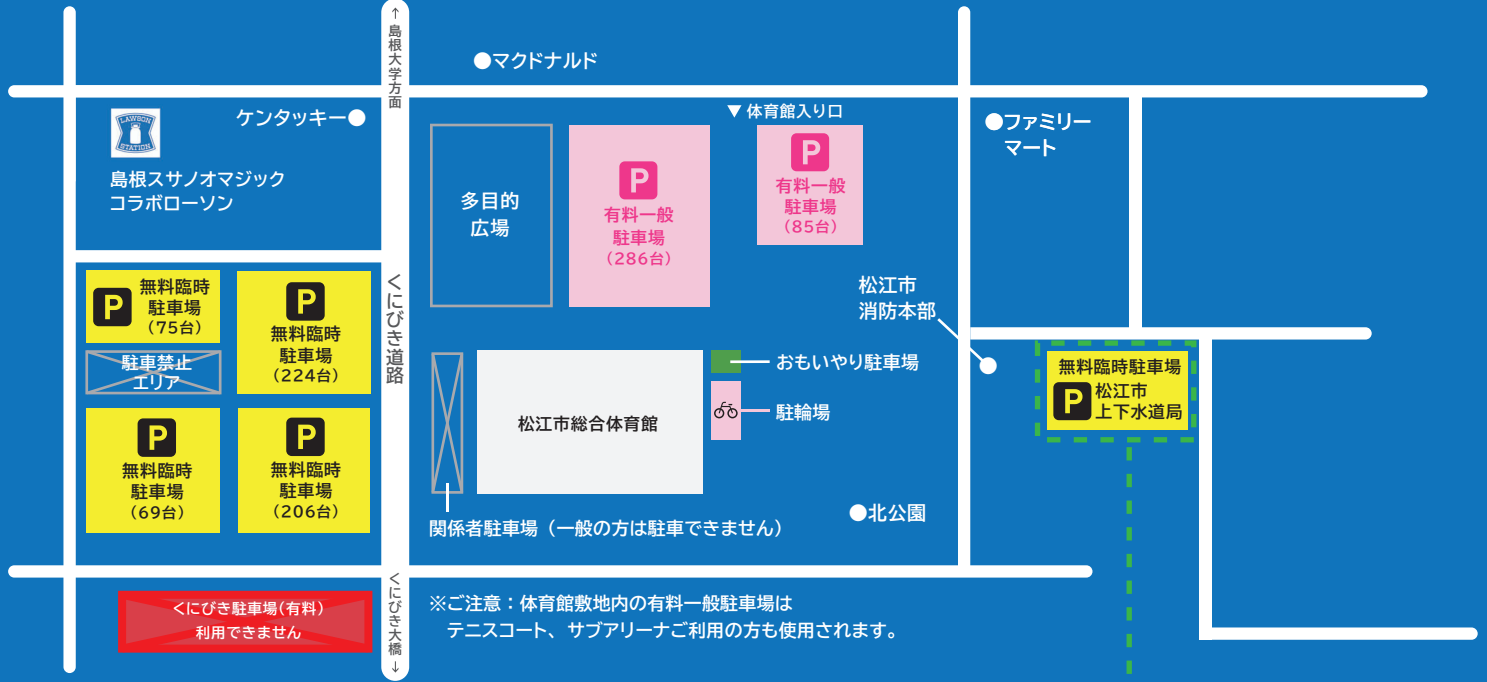 ↑島根大学方面
●マクドナルド
LAWSON
STATION
ケンタッキー●
島根スサノオマジック
コラボローソン
▼体育館入り口
●ファミリー
マート
多目的
広場
P
有料一般
駐車場
(286台)
P
有料一般
駐車場
(85台)
くにびき道路
P
無料臨時
駐車場
(75台)
P
無料臨時
駐車場
(224台)
駐車禁止
エリア
P
無料臨時
駐車場
(69台)
P
無料臨時
駐車場
(206台)
松江市
消防本部
おもいやり駐車場
駐輪場
松江市総合体育館
無料臨時駐車場
P
松江市
上下水道局
●北公園
関係者駐車場(一般の方は駐車できません)
くにびき大橋↓
くにびき駐車場(有料)
利用できません
※ご注意:体育館敷地内の有料一般駐車場は
テニスコート、サブアリーナご利用の方も使用されます。